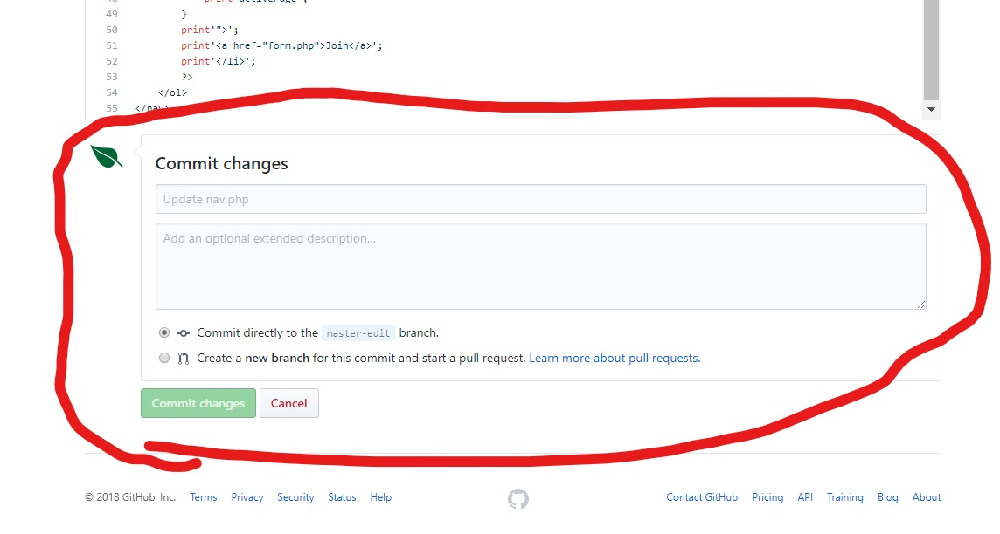 49 }
50 print'">';
51 print'<a href="form.php">Join</a>';
52 print'</li>';
53 ?>
54 </ol>
55 </nav>
Commit changes
Update nav.php
Add an optional extended description...
Commit directly to the master-edit branch.
Create a new branch for this commit and start a pull request. Learn more about pull requests.
Commit changes Cancel
© 2018 GitHub, Inc. Terms Privacy Security Status Help Contact GitHub Pricing API Training Blog About